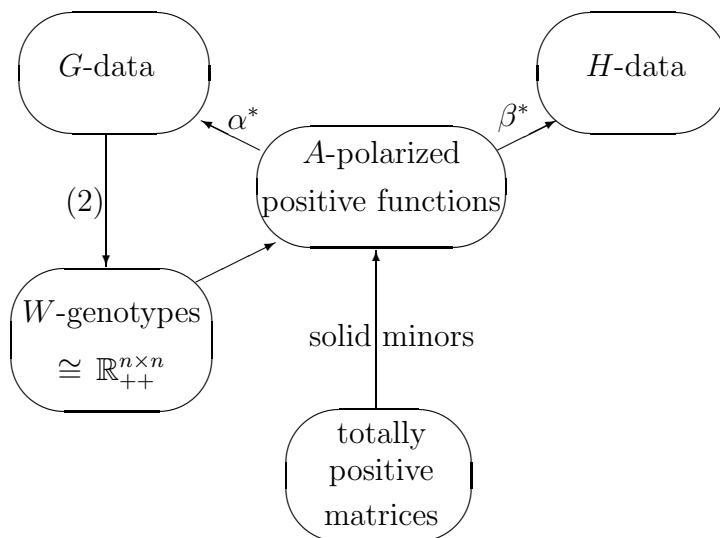 G-data
H-data
α*
β*
A-polarized
positive functions
(2)
W-genotypes
≅ ℝ^{n×n}_{++}
solid minors
totally
positive
matrices